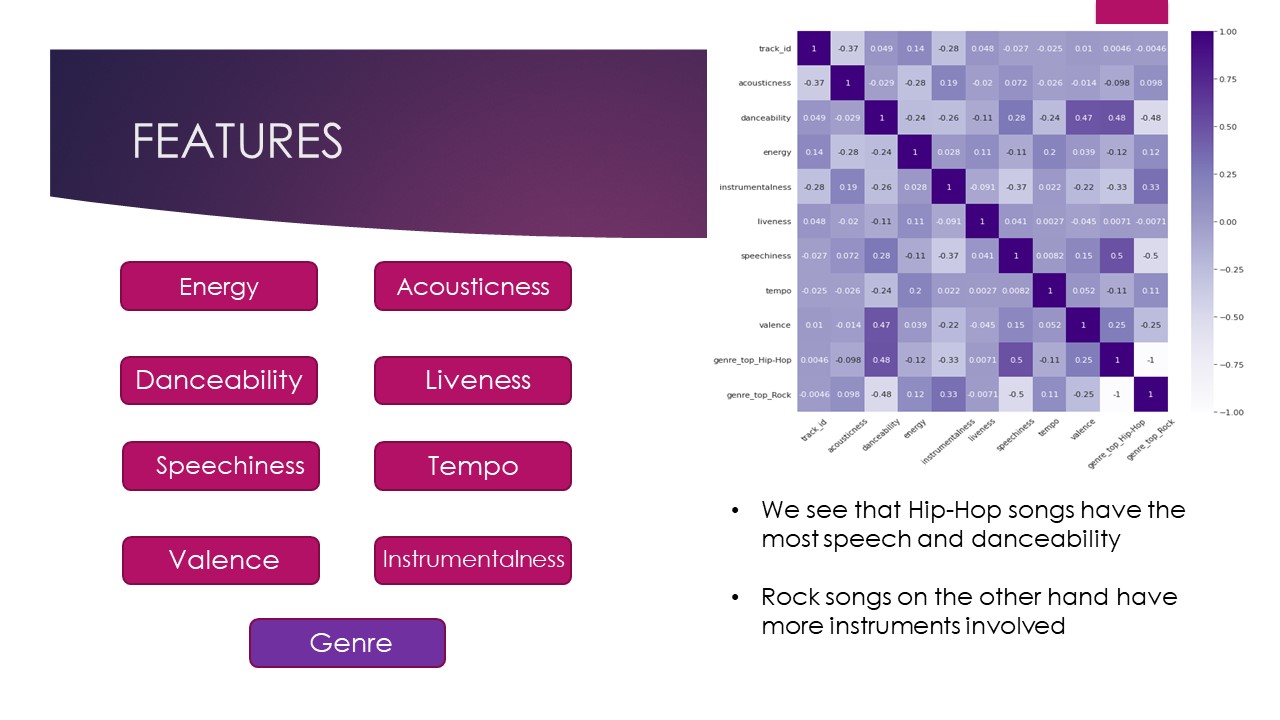 FEATURES
Energy
Acousticness
Danceability
Liveness
Speechiness
Tempo
Valence
Instrumentalness
Genre
track_id 1 -0.37 0.049 0.14 -0.28 0.048 -0.027 -0.025 0.01 0.0046 -0.0046
acousticness -0.37 1 -0.029 -0.28 0.19 -0.02 0.072 -0.026 -0.014 -0.098 0.098
danceability 0.049 -0.029 1 -0.24 -0.26 -0.11 0.28 -0.24 0.47 0.48 -0.48
energy 0.14 -0.28 -0.24 1 0.028 0.11 -0.11 0.2 0.039 -0.12 0.12
instrumentalness -0.28 0.19 -0.26 0.028 1 -0.091 -0.37 0.022 -0.22 -0.33 0.33
liveness 0.048 -0.02 -0.11 0.11 -0.091 1 0.041 0.0027 -0.045 0.0071 -0.0071
speechiness -0.027 0.072 0.28 -0.11 -0.37 0.041 1 0.0082 0.15 0.5 -0.5
tempo -0.025 -0.026 -0.24 0.2 0.022 0.0027 0.0082 1 0.052 -0.11 0.11
valence 0.01 -0.014 0.47 0.039 -0.22 -0.045 0.15 0.052 1 0.25 -0.25
genre_top_Hip-Hop 0.0046 -0.098 0.48 -0.12 -0.33 0.0071 0.5 -0.11 0.25 1 -1
genre_top_Rock -0.0046 0.098 -0.48 0.12 0.33 -0.0071 -0.5 0.11 -0.25 -1 1
track_id acousticness danceability energy instrumentalness liveness speechiness tempo valence genre_top_Hip-Hop genre_top_Rock
1.00
0.75
0.50
0.25
0.00
−0.25
−0.50
−0.75
−1.00
• We see that Hip-Hop songs have the
most speech and danceability
• Rock songs on the other hand have
more instruments involved